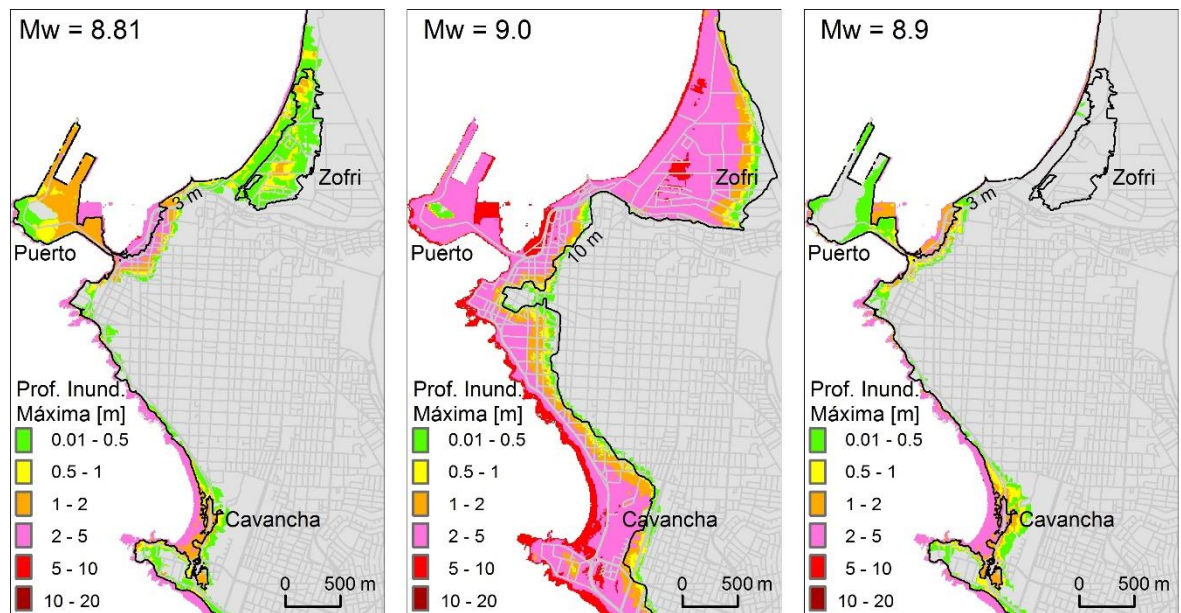 Mw = 8.81
Zofri
3 m
Puerto
Prof. Inund.
Máxima [m]
0.01 - 0.5
0.5 - 1
1 - 2
2 - 5
5 - 10
10 - 20
Cavancha
0 500 m
Mw = 9.0
Zofri
10 m
Puerto
Prof. Inund.
Máxima [m]
0.01 - 0.5
0.5 - 1
1 - 2
2 - 5
5 - 10
10 - 20
Cavancha
0 500 m
Mw = 8.9
Zofri
3 m
Puerto
Prof. Inund.
Máxima [m]
0.01 - 0.5
0.5 - 1
1 - 2
2 - 5
5 - 10
10 - 20
Cavancha
0 500 m